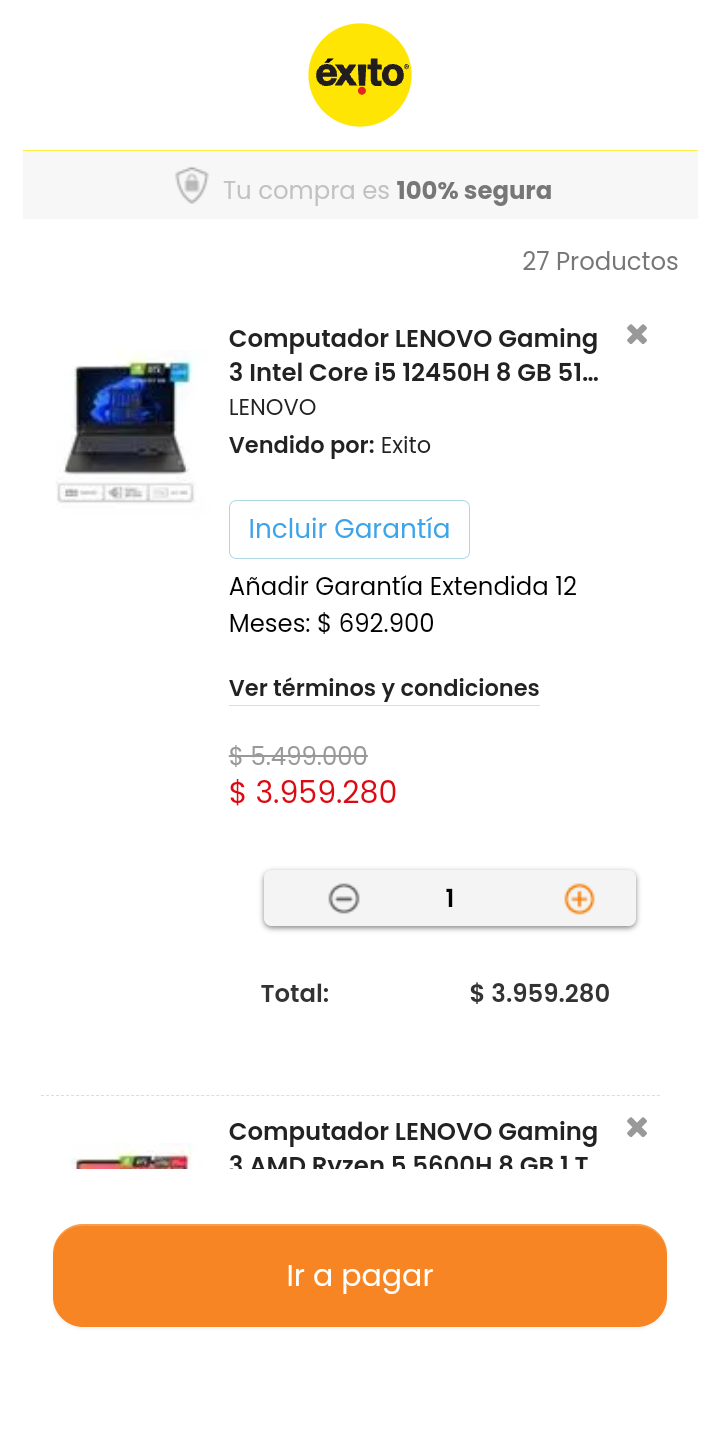 éxito
Tu compra es 100% segura
27 Productos
Computador LENOVO Gaming
3 Intel Core i5 12450H 8 GB 51...
LENOVO
Vendido por: Exito
Incluir Garantía
Añadir Garantía Extendida 12
Meses: $ 692.900
Ver términos y condiciones
$ 5.499.000
$ 3.959.280
1
Total: $ 3.959.280
Computador LENOVO Gaming
3 AMD Ryzen 5 5600H 8 GB 1 T
Ir a pagar